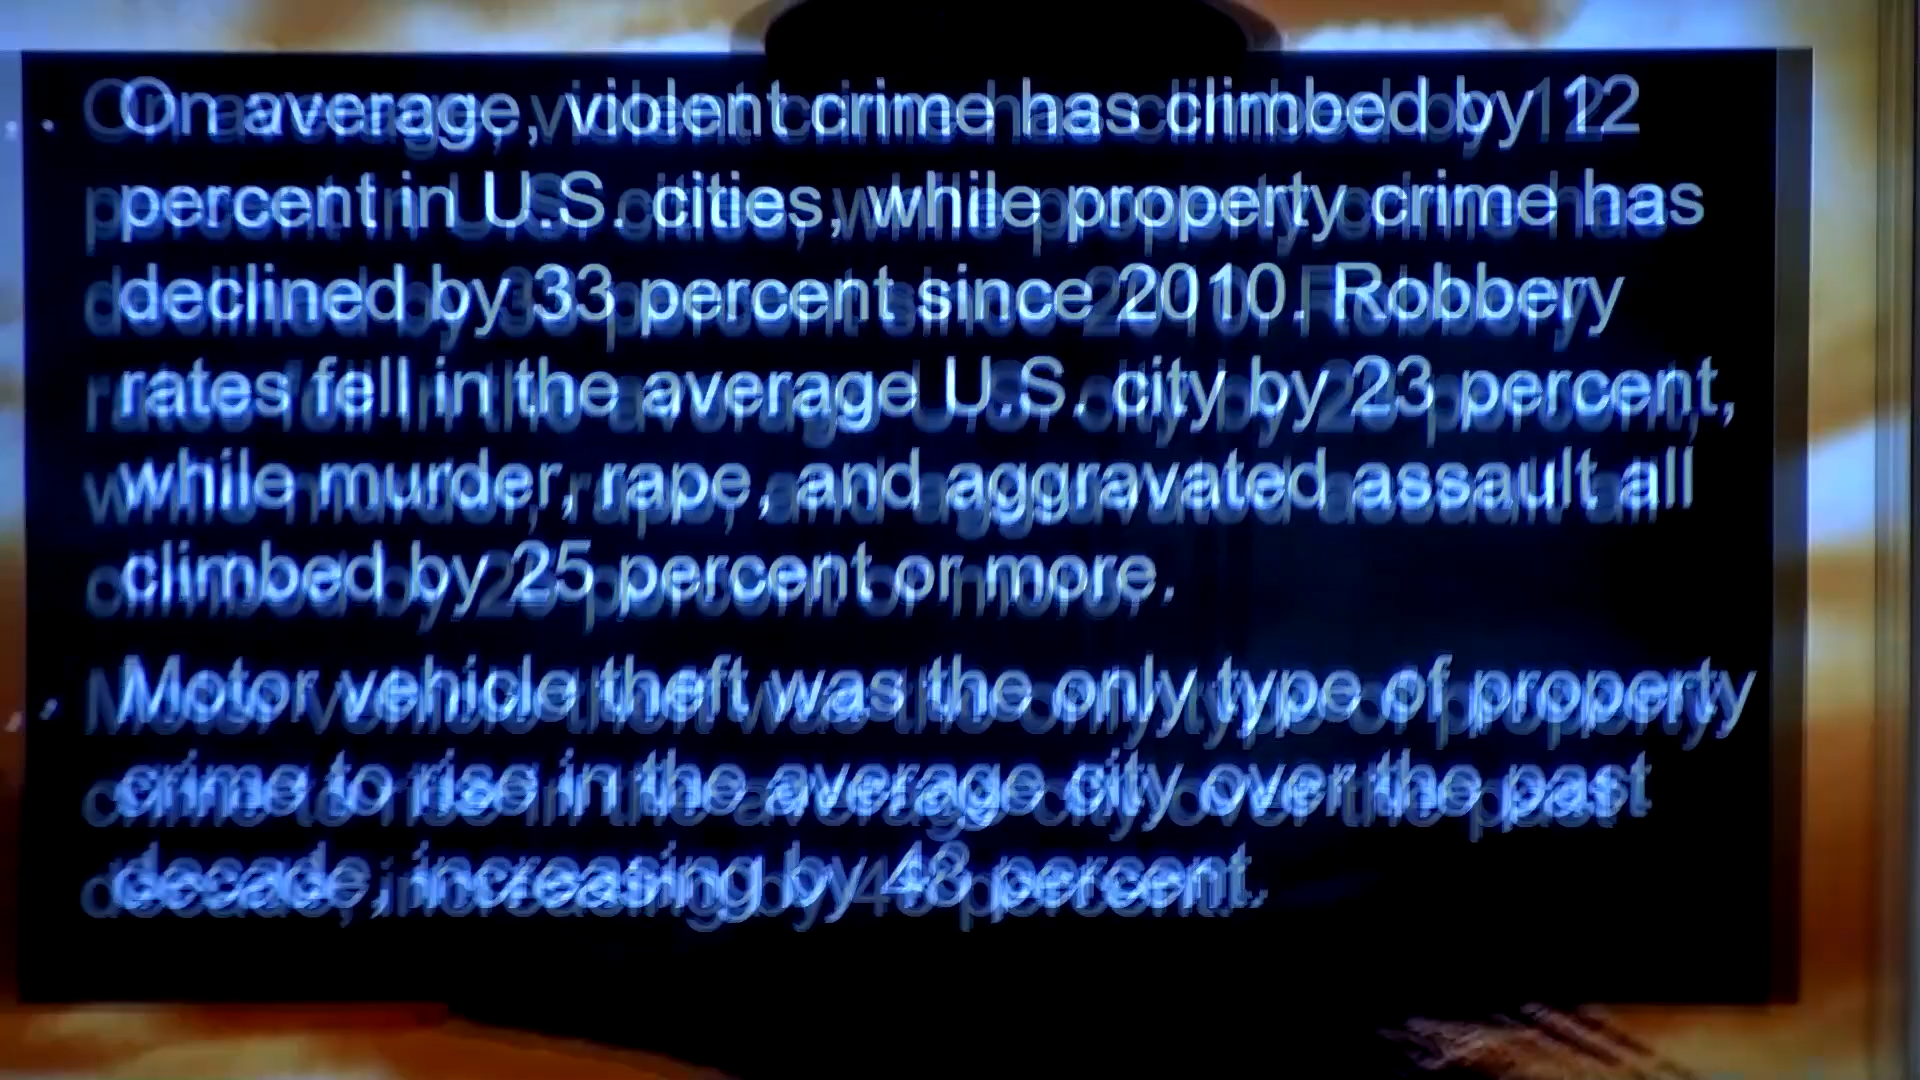 On average, violent crime has climbed by 12
percent in U.S. cities, while property crime has
declined by 33 percent since 2010. Robbery
rates fell in the average U.S. city by 23 percent,
while murder, rape, and aggravated assault all
climbed by 25 percent or more.
Motor vehicle theft was the only type of property
crime to rise in the average city over the past
decade, increasing by 48 percent.